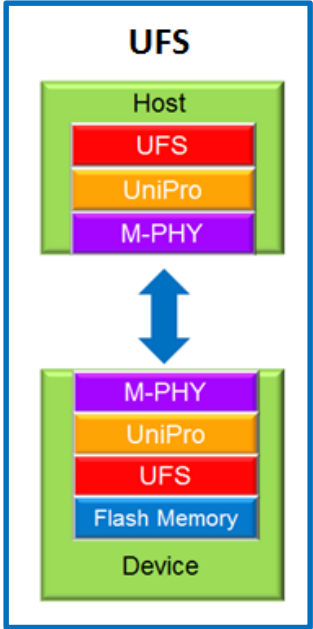 UFS
Host
UFS
UniPro
M-PHY
M-PHY
UniPro
UFS
Flash Memory
Device